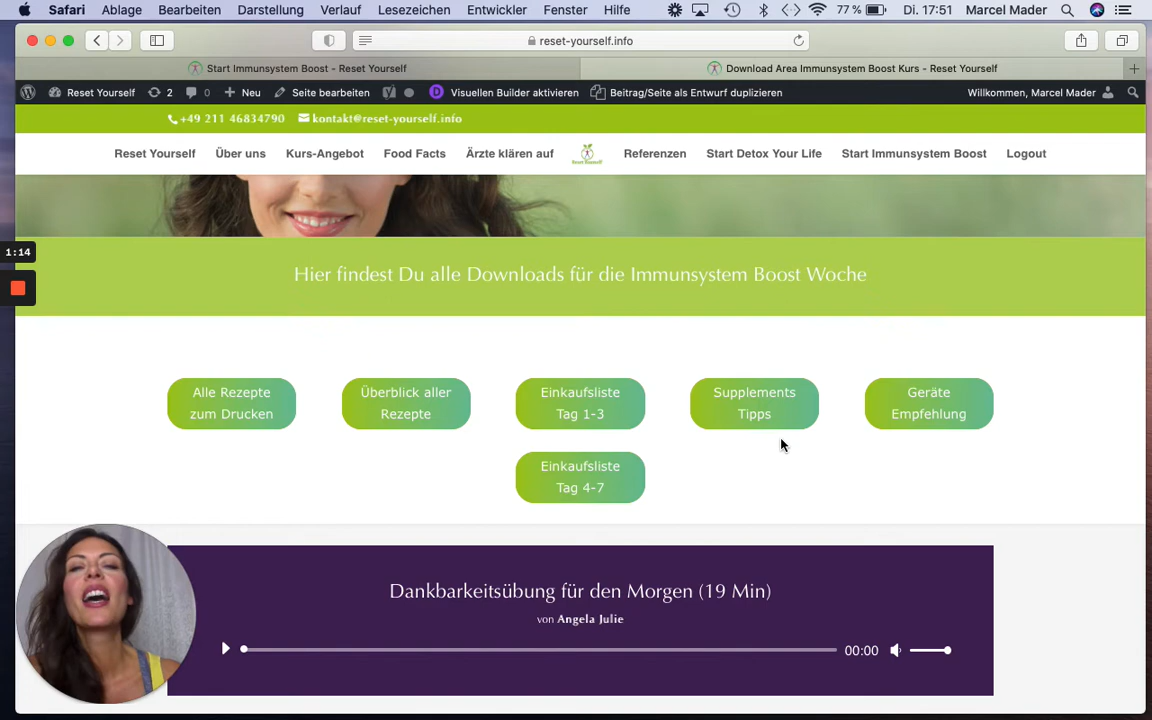 Safari Ablage Bearbeiten Darstellung Verlauf Lesezeichen Entwickler Fenster Hilfe 77 % Di. 17:51 Marcel Mader
reset-yourself.info
Start Immunsystem Boost - Reset Yourself
Download Area Immunsystem Boost Kurs - Reset Yourself
Reset Yourself 2 0 Neu Seite bearbeiten Visuellen Builder aktivieren Beitrag/Seite als Entwurf duplizieren Willkommen, Marcel Mader
+49 211 46834790 kontakt@reset-yourself.info
Reset Yourself Über uns Kurs-Angebot Food Facts Ärzte klären auf Reset Yourself Referenzen Start Detox Your Life Start Immunsystem Boost Logout
1:14
Hier findest Du alle Downloads für die Immunsystem Boost Woche
Alle Rezepte
zum Drucken
Überblick aller
Rezepte
Einkaufsliste
Tag 1-3
Supplements
Tipps
Geräte
Empfehlung
Einkaufsliste
Tag 4-7
Dankbarkeitsübung für den Morgen (19 Min)
von Angela Julie
00:00